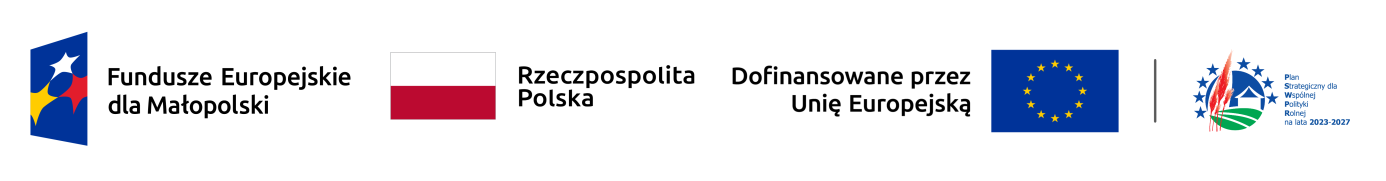 Fundusze Europejskie
dla Małopolski
Rzeczpospolita
Polska
Dofinansowane przez
Unię Europejską
Plan
Strategiczny dla
Wspólnej
Polityki
Rolnej
na lata 2023-2027